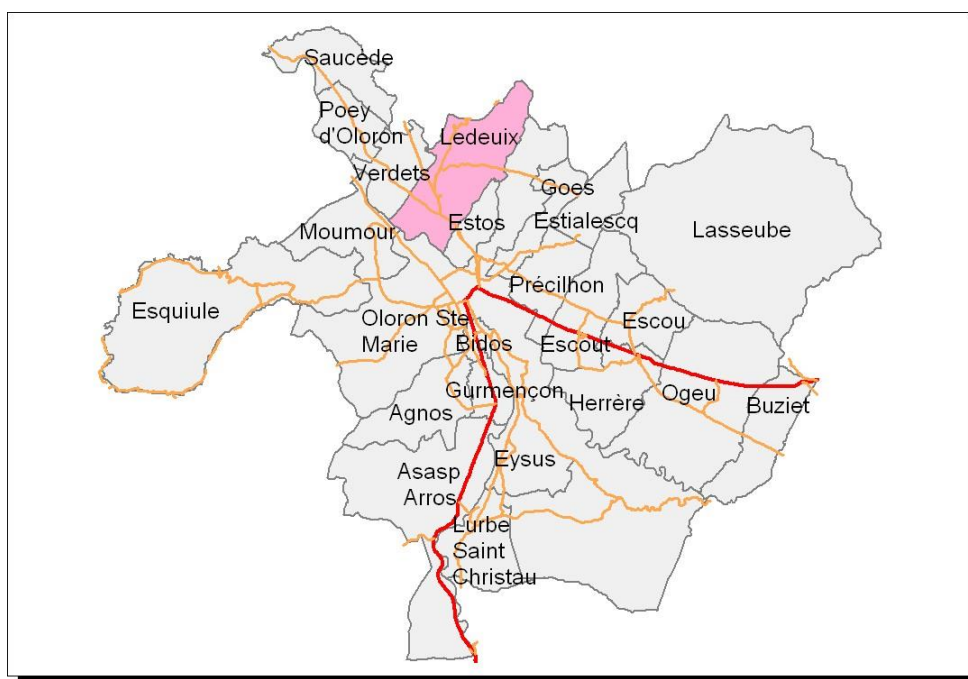 Saucède
Poey
d'Oloron
Ledeuix
Verdets
Goes
Estos
Estialescq
Moumour
Lasseube
Précilhon
Esquiule
Oloron Ste
Marie
Escou
Bidos
Escout
Gurmençon
Ogeu
Herrère
Buziet
Agnos
Eysus
Asasp
Arros
Lurbe
Saint
Christau